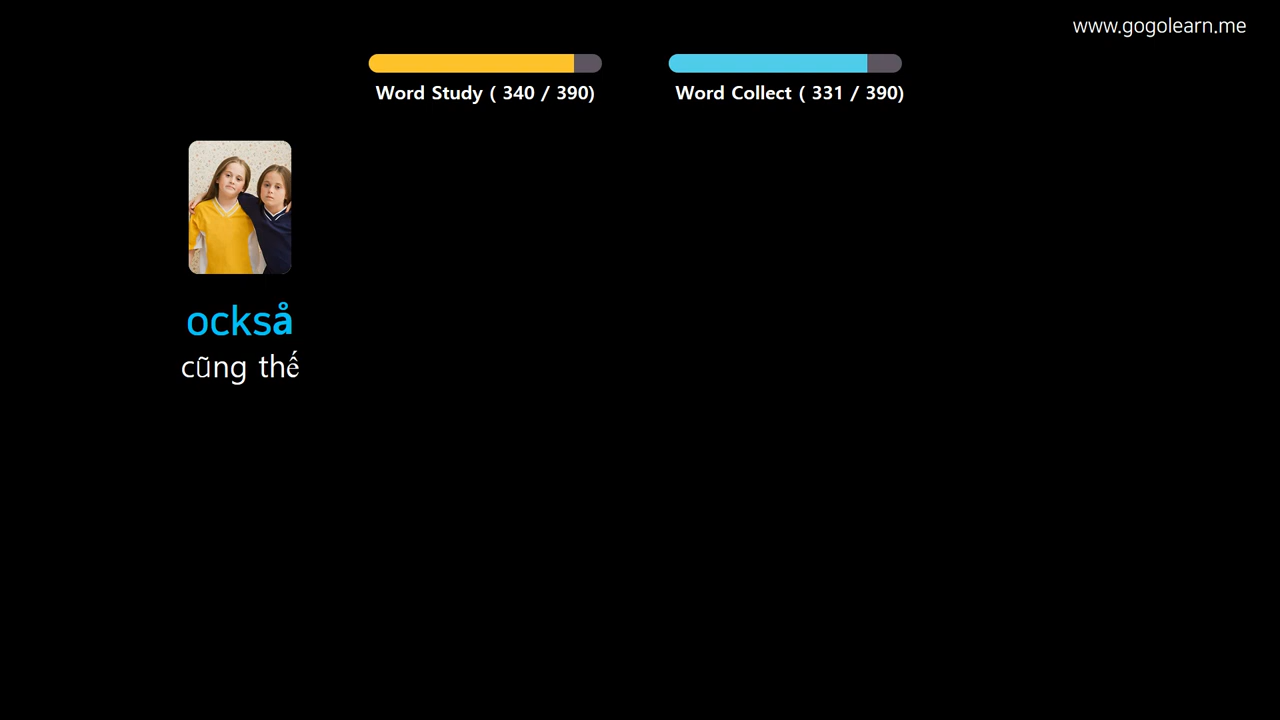 www.gogolearn.me
Word Study ( 340 / 390)
Word Collect ( 331 / 390)
också
cũng thế